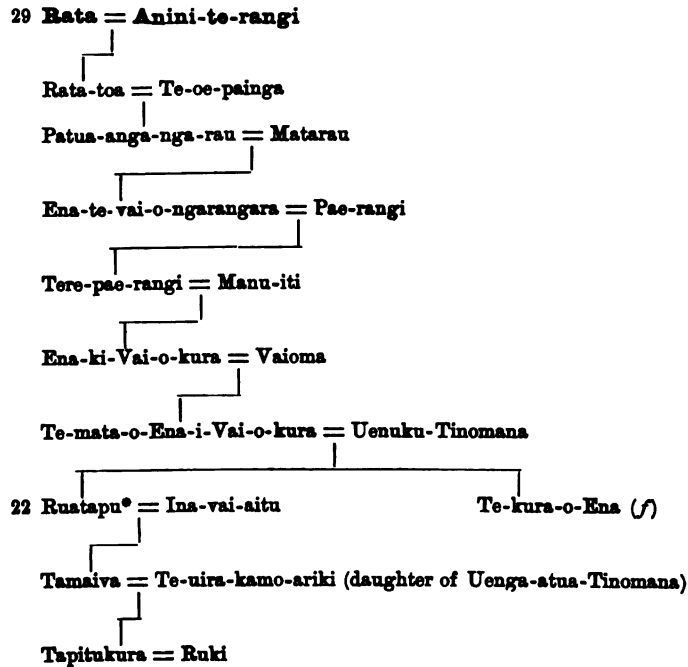 29 Rata = Anini-te-rangi
Rata-toa = Te-oe-painga
Patua-anga-nga-rau = Matarau
Ena-te-vai-o-ngarangara = Pae-rangi
Tere-pae-rangi = Manu-iti
Ena-ki-Vai-o-kura = Vaioma
Te-mata-o-Ena-i-Vai-o-kura = Uenuku-Tinomana
22 Ruatapu* = Ina-vai-aitu Te-kura-o-Ena (f)
Tamaiva = Te-uira-kamo-ariki (daughter of Uenga-atua-Tinomana)
Tapitukura = Ruki